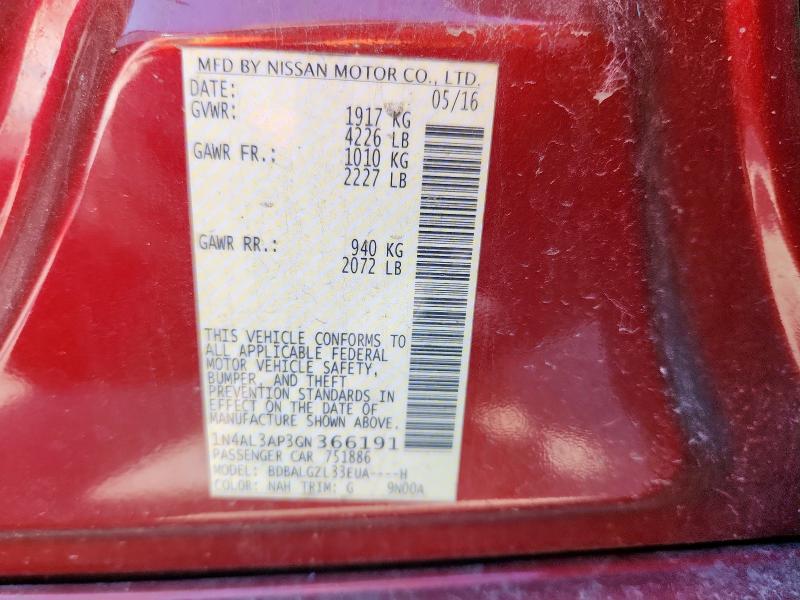 MFD BY NISSAN MOTOR CO., LTD.
DATE: 05/16
GVWR: 1917 KG
4226 LB
GAWR FR.: 1010 KG
2227 LB
GAWR RR.: 940 KG
2072 LB
THIS VEHICLE CONFORMS TO
ALL APPLICABLE FEDERAL
MOTOR VEHICLE SAFETY,
BUMPER, AND THEFT
PREVENTION STANDARDS IN
EFFECT ON THE DATE OF
MANUFACTURE SHOWN ABOVE.
1N4AL3AP3GN366191
PASSENGER CAR 751886
MODEL: BDBALGZL33EUA----H
COLOR: NAH TRIM: G 9N00A